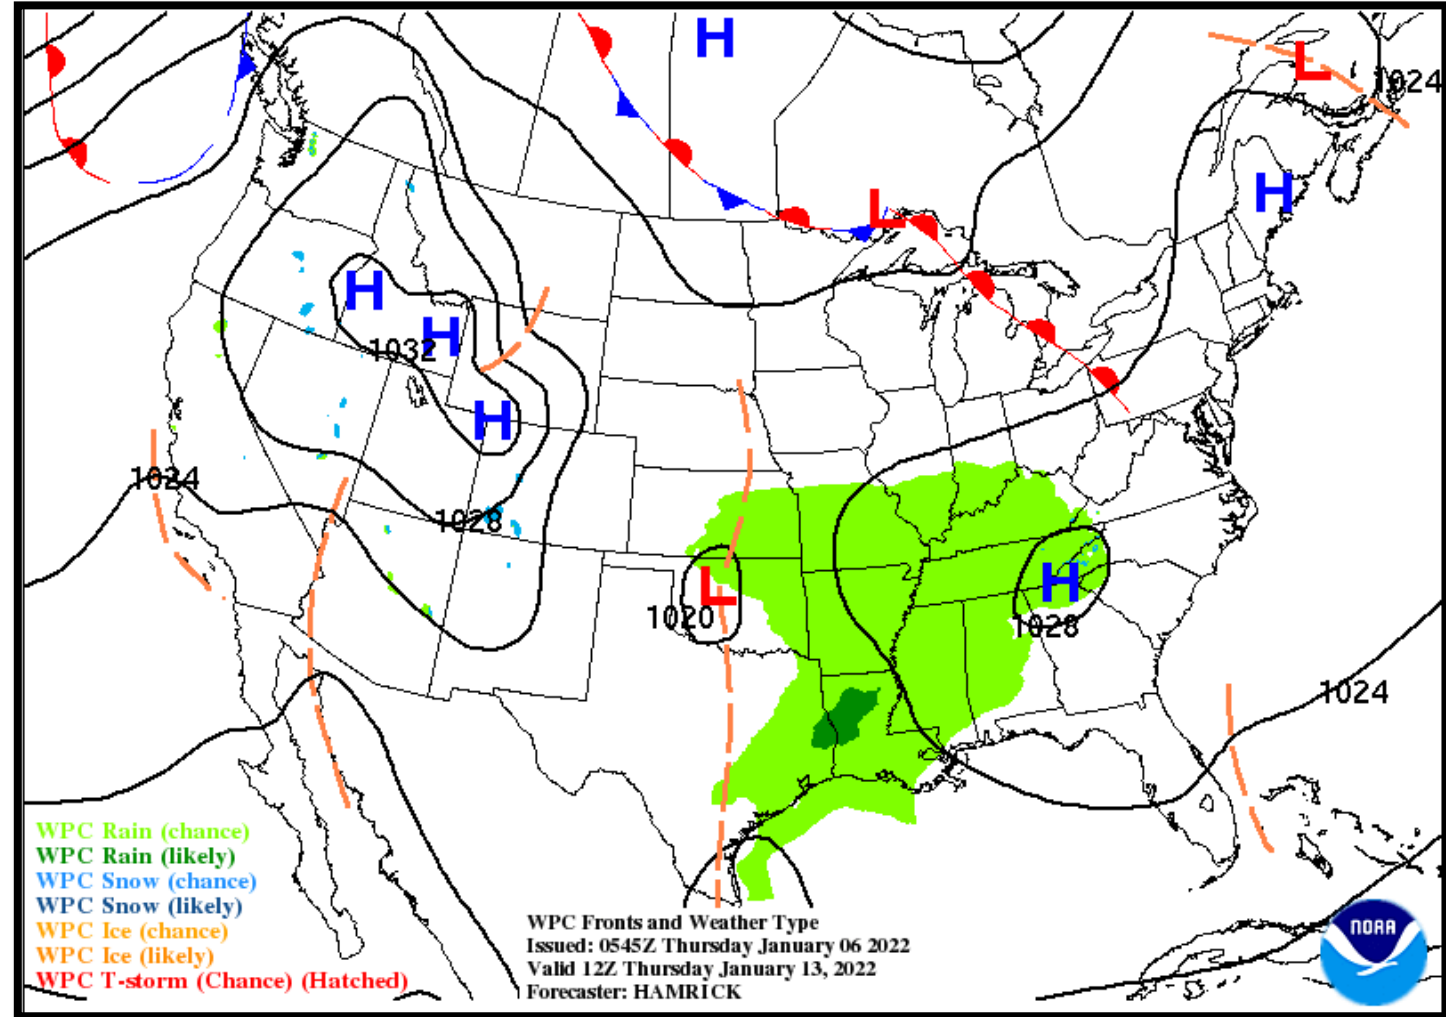 H
L
1024
H
L
H
H
1032
H
1024
1028
L
1020
H
1028
1024
WPC Rain (chance)
WPC Rain (likely)
WPC Snow (chance)
WPC Snow (likely)
WPC Ice (chance)
WPC Ice (likely)
WPC T-storm (Chance) (Hatched)
WPC Fronts and Weather Type
Issued: 0545Z Thursday January 06 2022
Valid 12Z Thursday January 13, 2022
Forecaster: HAMRICK
NOAA